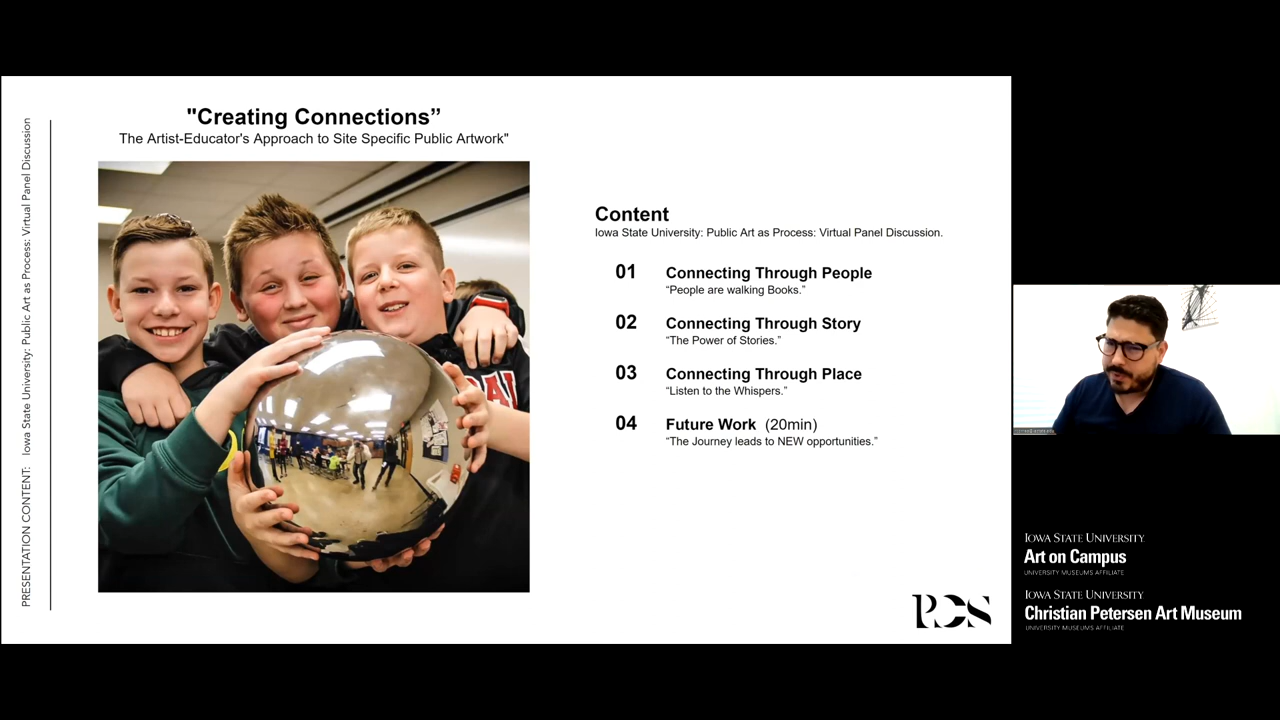 "Creating Connections”
The Artist-Educator's Approach to Site Specific Public Artwork"
PRESENTATION CONTENT: Iowa State University: Public Art as Process: Virtual Panel Discussion
Content
Iowa State University: Public Art as Process: Virtual Panel Discussion.
01 Connecting Through People
“People are walking Books.”
02 Connecting Through Story
“The Power of Stories.”
03 Connecting Through Place
“Listen to the Whispers.”
04 Future Work (20min)
“The Journey leads to NEW opportunities.”
RCS
IOWA STATE UNIVERSITY
Art on Campus
UNIVERSITY MUSEUMS AFFILIATE
IOWA STATE UNIVERSITY
Christian Petersen Art Museum
UNIVERSITY MUSEUMS AFFILIATE